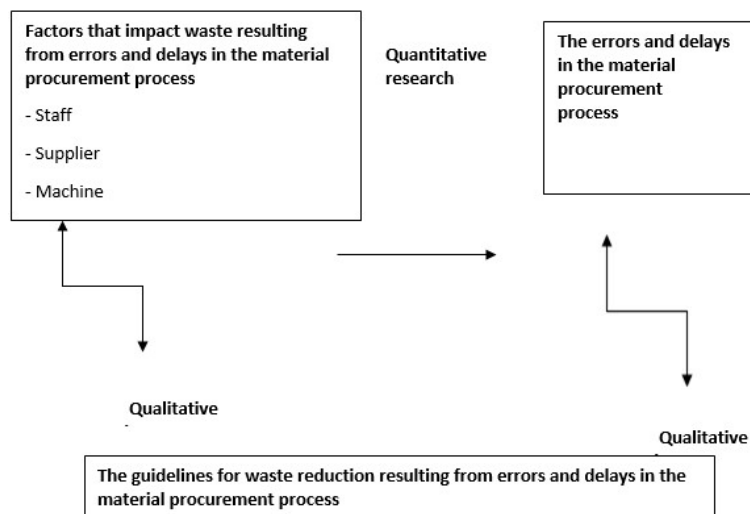 Factors that impact waste resulting
from errors and delays in the material
procurement process
- Staff
- Supplier
- Machine
Quantitative
research
The errors and delays
in the material
procurement
process
Qualitative
Qualitative
The guidelines for waste reduction resulting from errors and delays in the
material procurement process